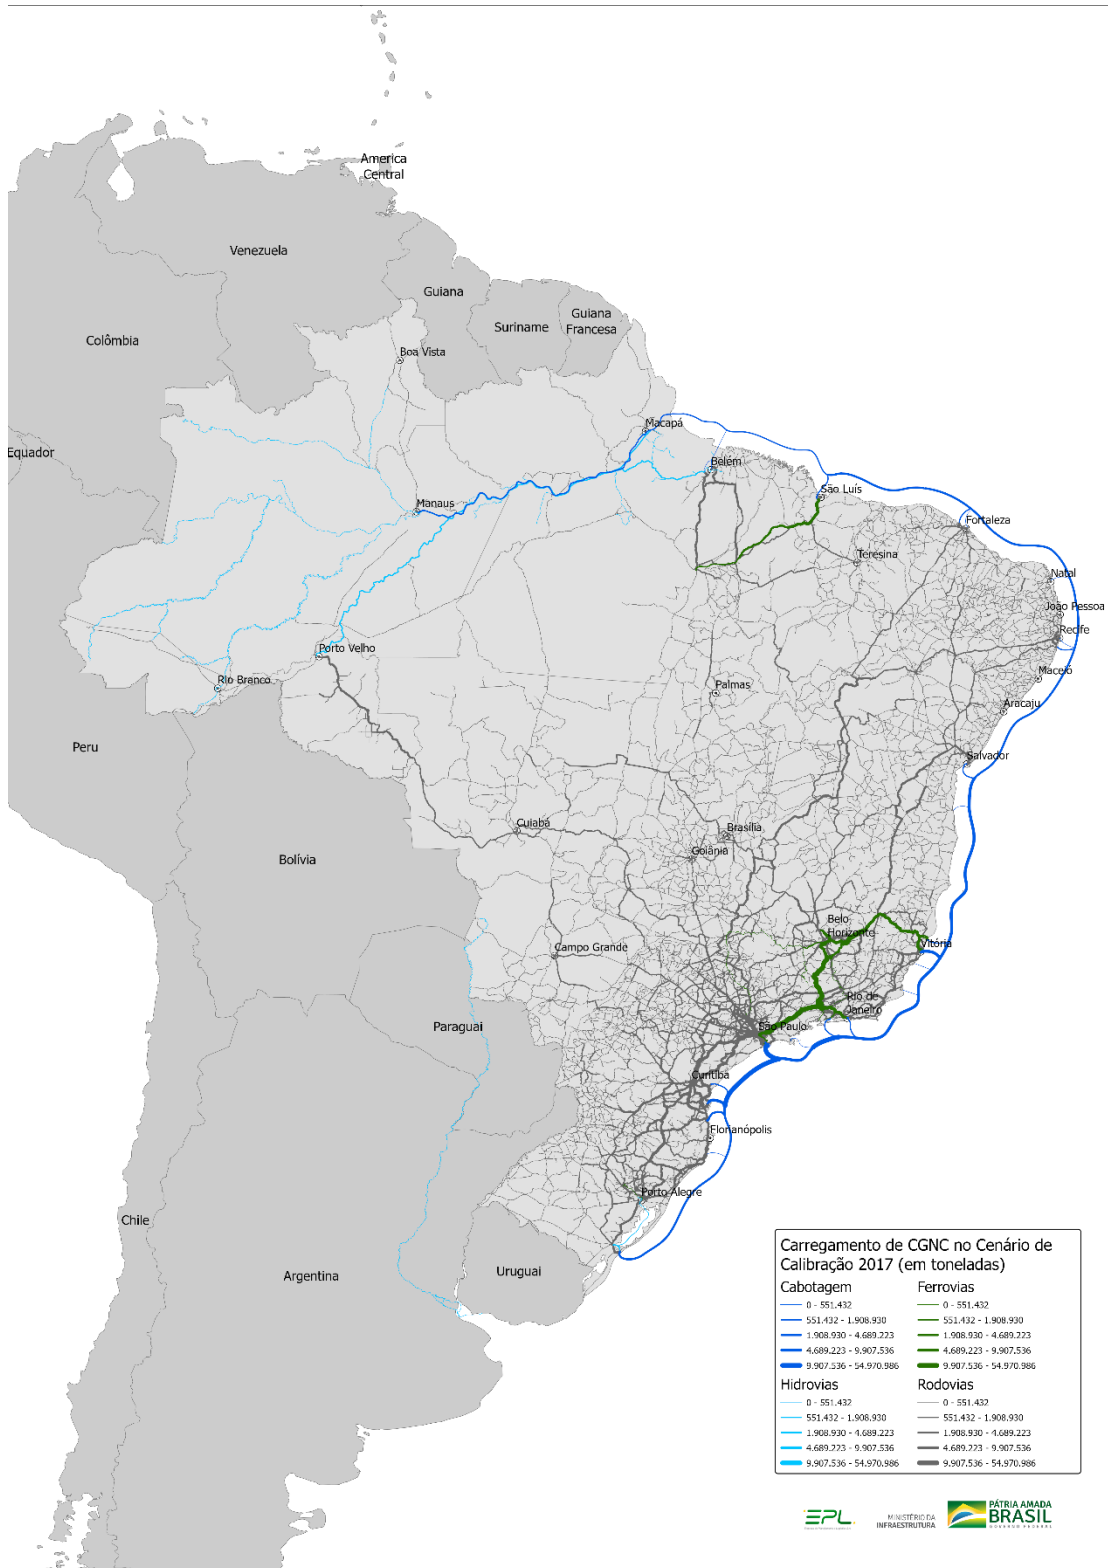 America
Central
Venezuela
Guiana
Suriname
Guiana
Francesa
Colômbia
Boa Vista
Macapá
Equador
Belém
São Luís
Manaus
Fortaleza
Teresina
Natal
João Pessoa
Recife
Porto Velho
Maceió
Rio Branco
Palmas
Aracaju
Peru
Salvador
Cuiabá
Brasília
Goiânia
Bolívia
Belo
Horizonte
Vitória
Campo Grande
Rio de
Janeiro
Paraguai
São Paulo
Curitiba
Florianópolis
Porto Alegre
Chile
Argentina
Uruguai
Carregamento de CGNC no Cenário de
Calibração 2017 (em toneladas)
Cabotagem
0 - 551.432
551.432 - 1.908.930
1.908.930 - 4.689.223
4.689.223 - 9.907.536
9.907.536 - 54.970.986
Ferrovias
0 - 551.432
551.432 - 1.908.930
1.908.930 - 4.689.223
4.689.223 - 9.907.536
9.907.536 - 54.970.986
Hidrovias
0 - 551.432
551.432 - 1.908.930
1.908.930 - 4.689.223
4.689.223 - 9.907.536
9.907.536 - 54.970.986
Rodovias
0 - 551.432
551.432 - 1.908.930
1.908.930 - 4.689.223
4.689.223 - 9.907.536
9.907.536 - 54.970.986
EPL
MINISTÉRIO DA
INFRAESTRUTURA
PÁTRIA AMADA
BRASIL
GOVERNO FEDERAL